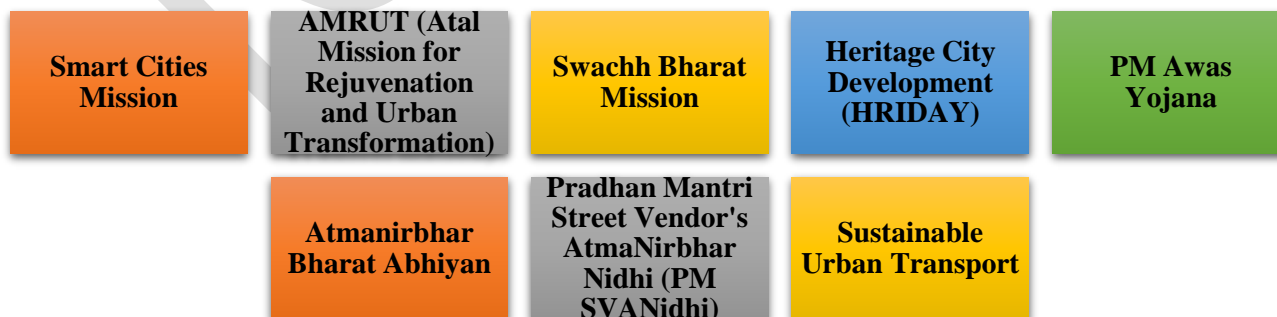 Smart Cities
Mission
AMRUT (Atal
Mission for
Rejuvenation
and Urban
Transformation)
Swachh Bharat
Mission
Heritage City
Development
(HRIDAY)
PM Awas
Yojana
Atmanirbhar
Bharat Abhiyan
Pradhan Mantri
Street Vendor's
AtmaNirbhar
Nidhi (PM
SVANidhi)
Sustainable
Urban Transport